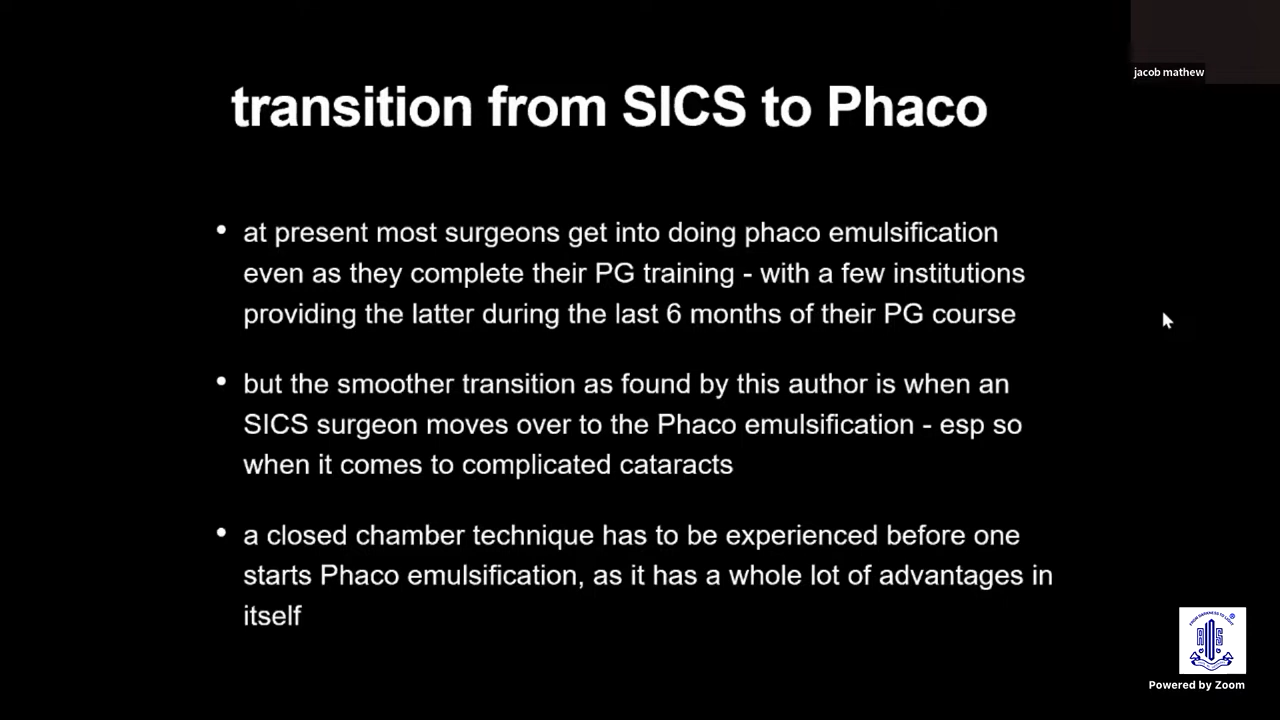 jacob mathew
transition from SICS to Phaco
• at present most surgeons get into doing phaco emulsification
even as they complete their PG training - with a few institutions
providing the latter during the last 6 months of their PG course
• but the smoother transition as found by this author is when an
SICS surgeon moves over to the Phaco emulsification - esp so
when it comes to complicated cataracts
• a closed chamber technique has to be experienced before one
starts Phaco emulsification, as it has a whole lot of advantages in
itself
Powered by Zoom